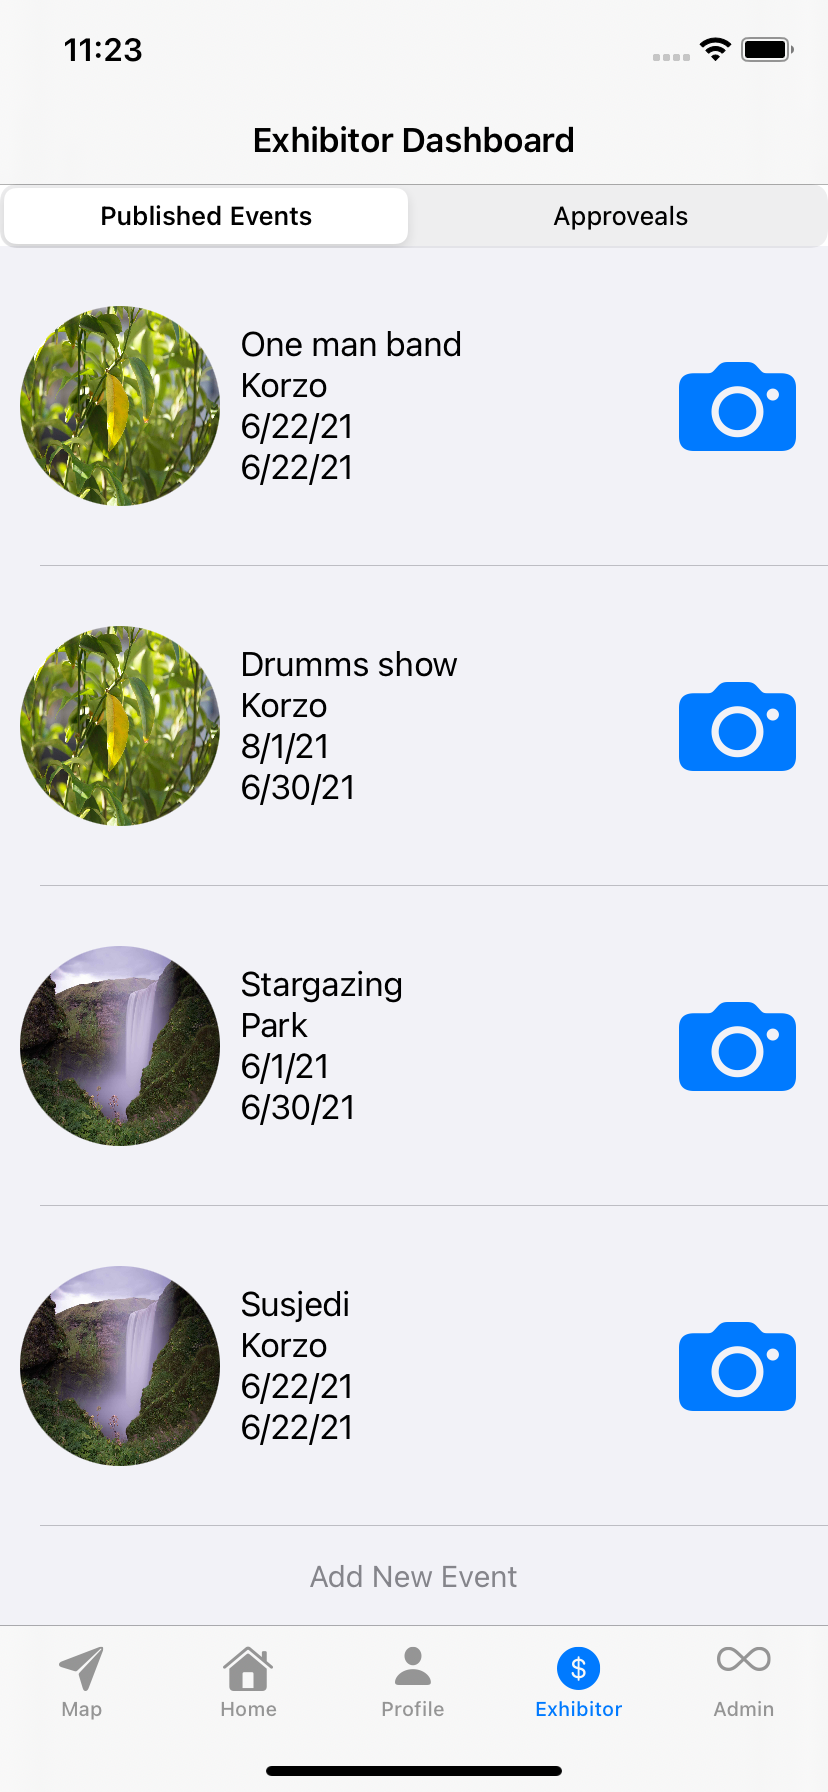 11:23
Exhibitor Dashboard
Published Events
Approveals
One man band
Korzo
6/22/21
6/22/21
Drumms show
Korzo
8/1/21
6/30/21
Stargazing
Park
6/1/21
6/30/21
Susjedi
Korzo
6/22/21
6/22/21
Add New Event
$
Map
Home
Profile
Exhibitor
Admin